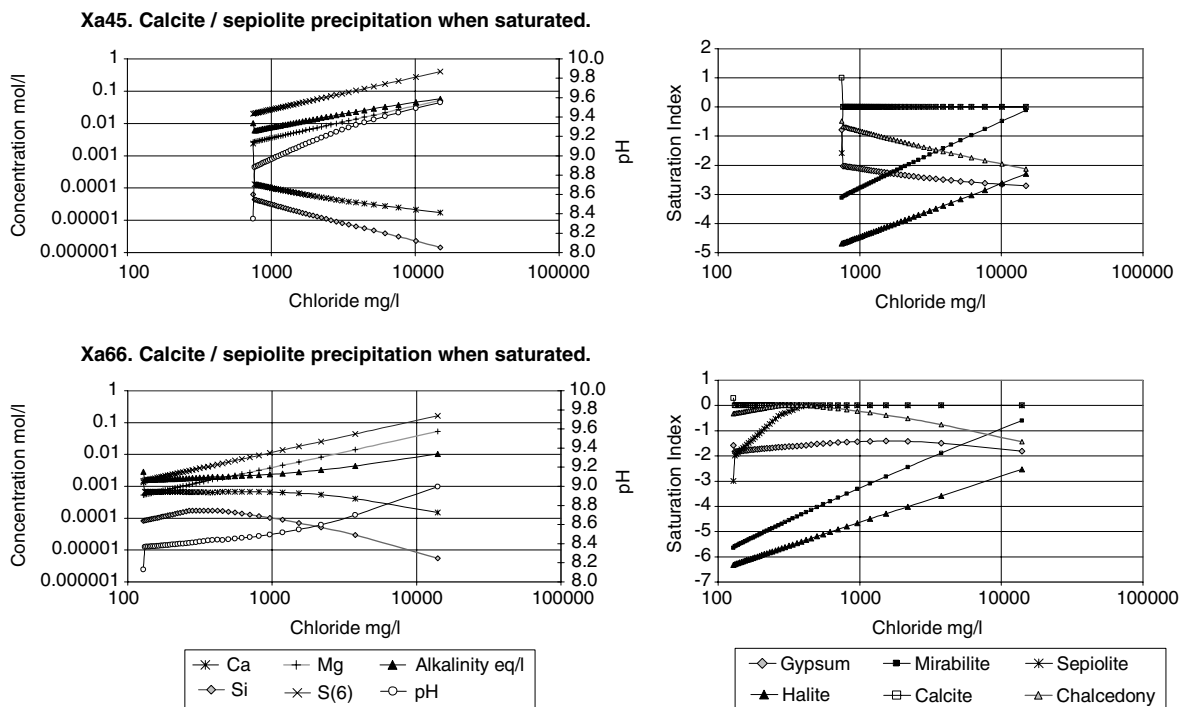 Xa45. Calcite / sepiolite precipitation when saturated.
Concentration mol/l
1
0.1
0.01
0.001
0.0001
0.00001
0.000001
10.0
9.8
9.6
9.4
9.2
9.0
8.8
8.6
8.4
8.2
8.0
pH
100 1000 10000 100000
Chloride mg/l
Saturation Index
2
1
0
-1
-2
-3
-4
-5
100 1000 10000 100000
Chloride mg/l
Xa66. Calcite / sepiolite precipitation when saturated.
Concentration mol/l
1
0.1
0.01
0.001
0.0001
0.00001
0.000001
10.0
9.8
9.6
9.4
9.2
9.0
8.8
8.6
8.4
8.2
8.0
pH
100 1000 10000 100000
Chloride mg/l
Saturation Index
1
0
-1
-2
-3
-4
-5
-6
-7
100 1000 10000 100000
Chloride mg/l
Ca Mg Alkalinity eq/l
Si S(6) pH
Gypsum Mirabilite Sepiolite
Halite Calcite Chalcedony